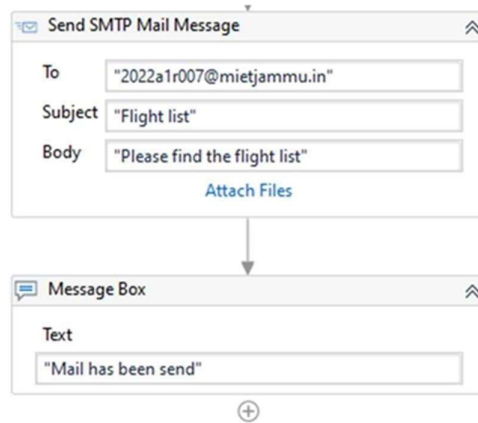 Send SMTP Mail Message
To "2022a1r007@mietjammu.in"
Subject "Flight list"
Body "Please find the flight list"
Attach Files
Message Box
Text
"Mail has been send"